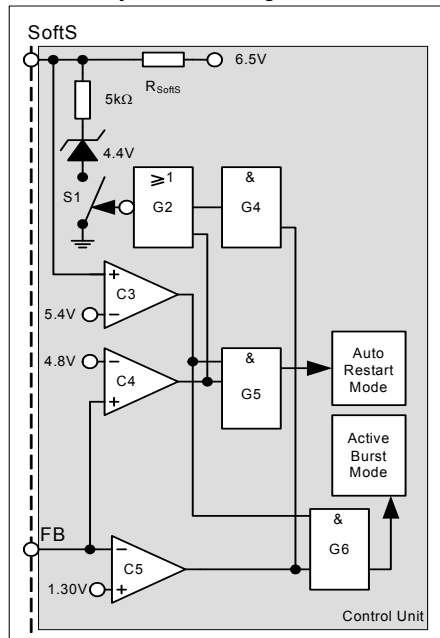 SoftS
6.5V
R_SoftS
5kΩ
4.4V
S1
≥1
G2
&
G4
+
C3
5.4V
−
4.8V
−
C4
+
&
G5
Auto
Restart
Mode
Active
Burst
Mode
FB
−
C5
1.30V
+
&
G6
Control Unit